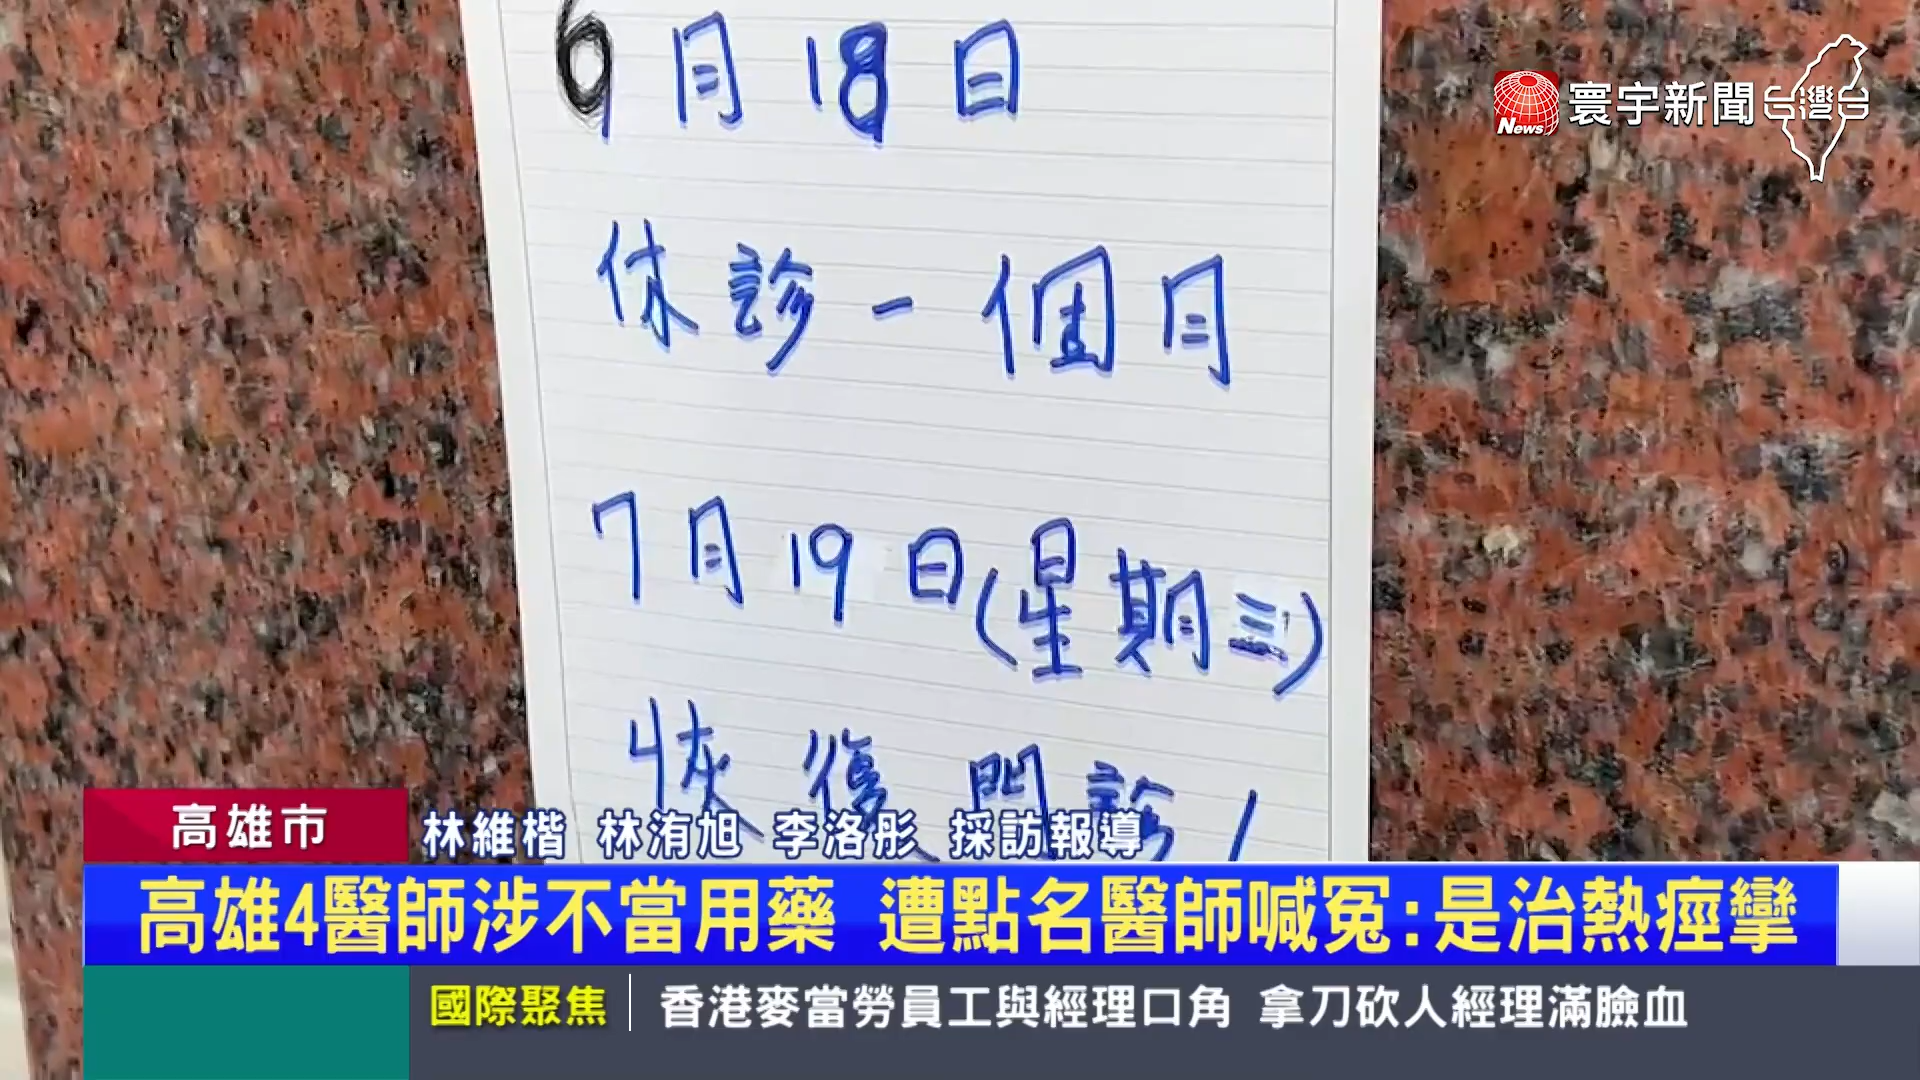 6月18日
休診一個月
7月19日(星期三)
恢復門診!
News 寰宇新聞 台灣台
高雄市
林維楷 林洧旭 李洛彤 採訪報導
高雄4醫師涉不當用藥 遭點名醫師喊冤:是治熱痙攣
國際聚焦 香港麥當勞員工與經理口角 拿刀砍人經理滿臉血